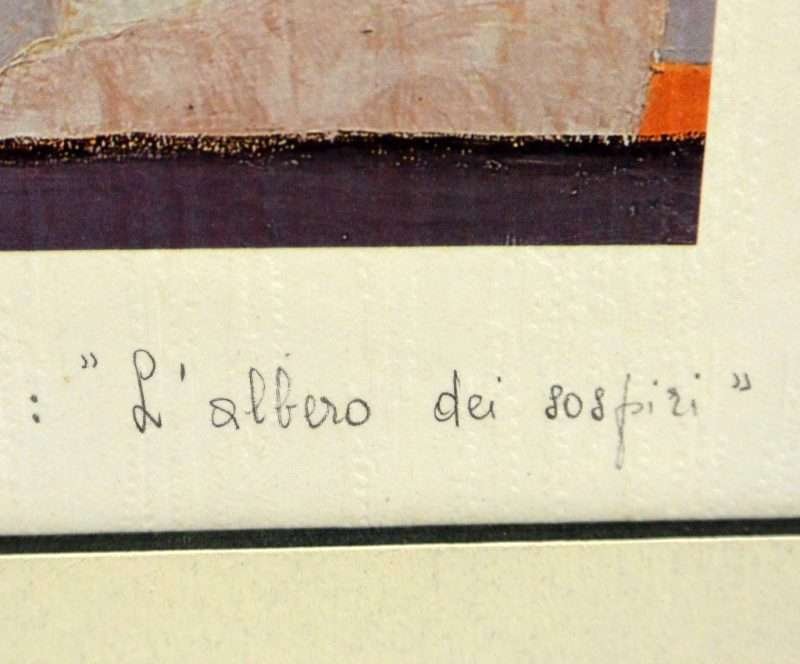 : " L'albero dei sospiri "